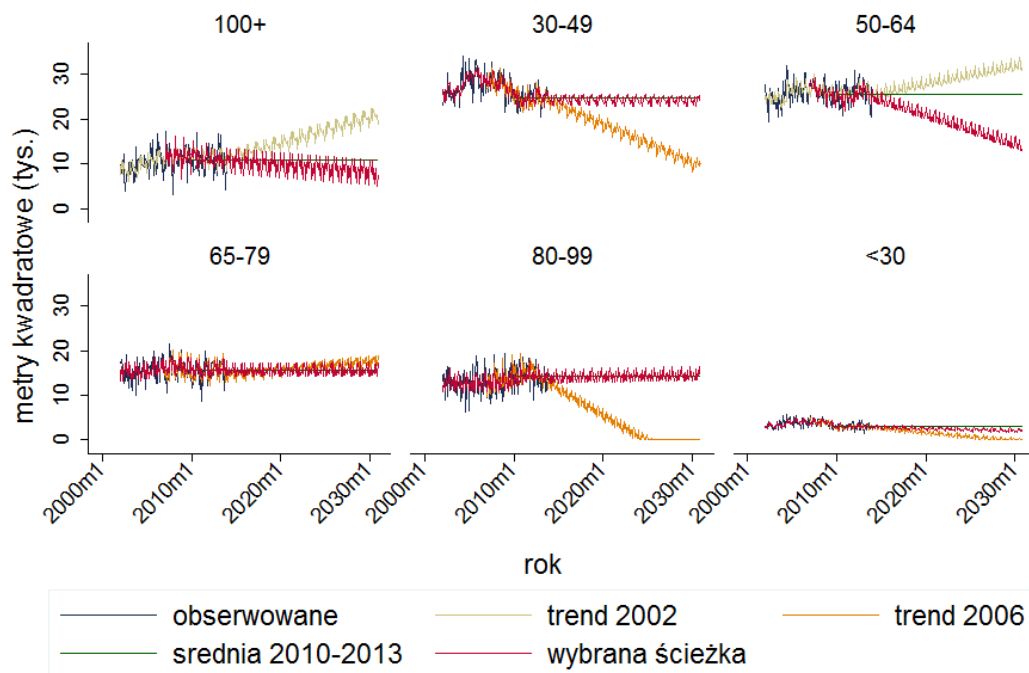 100+
30-49
50-64
30
20
10
0
65-79
80-99
<30
30
20
10
0
metry kwadratowe (tys.)
2000m1
2010m1
2020m1
2030m1
2000m1
2010m1
2020m1
2030m1
2000m1
2010m1
2020m1
2030m1
rok
obserwowane
trend 2002
trend 2006
srednia 2010-2013
wybrana ścieżka